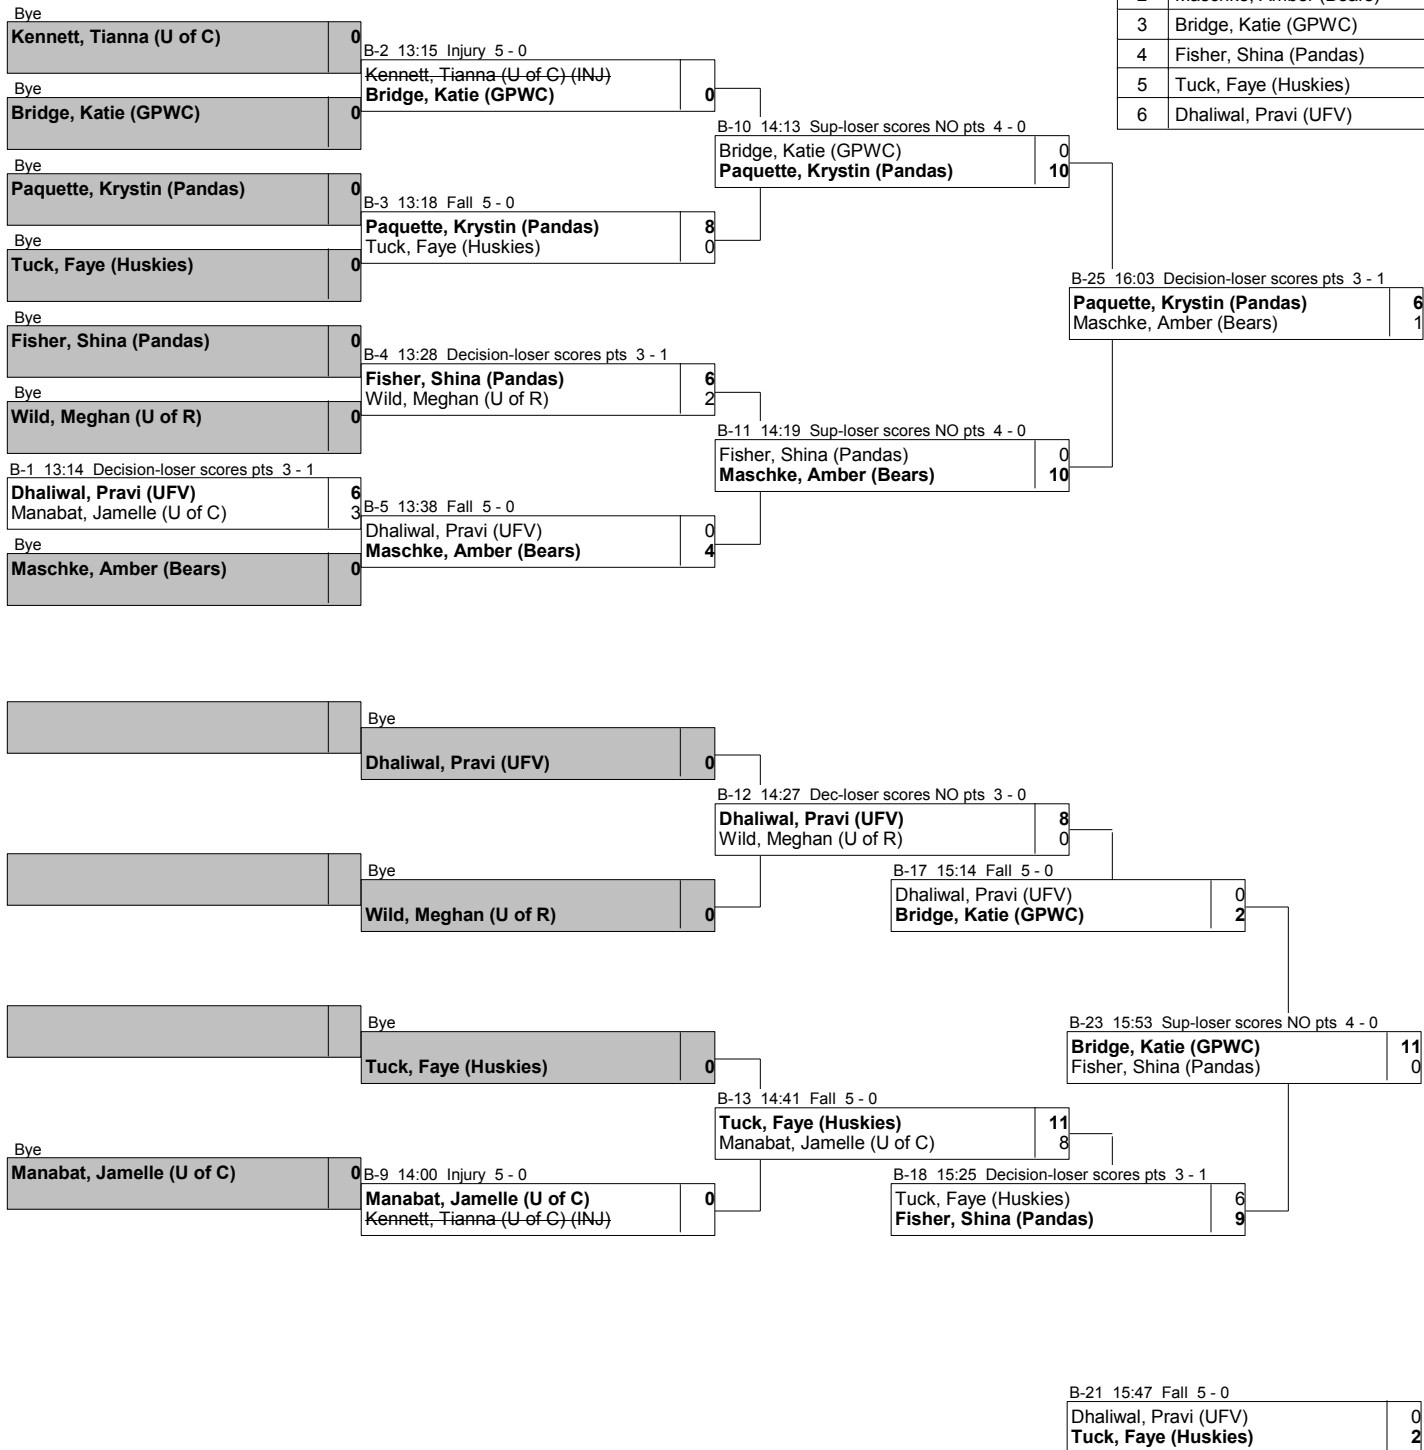 2 Maschke, Amber (Bears)
3 Bridge, Katie (GPWC)
4 Fisher, Shina (Pandas)
5 Tuck, Faye (Huskies)
6 Dhaliwal, Pravi (UFV)
Bye
Kennett, Tianna (U of C) 0
Bye
Bridge, Katie (GPWC) 0
Bye
Paquette, Krystin (Pandas) 0
Bye
Tuck, Faye (Huskies) 0
Bye
Fisher, Shina (Pandas) 0
Bye
Wild, Meghan (U of R) 0
B-1 13:14 Decision-loser scores pts 3 - 1
Dhaliwal, Pravi (UFV) 6
Manabat, Jamelle (U of C) 3
Bye
Maschke, Amber (Bears) 0
B-2 13:15 Injury 5 - 0
Kennett, Tianna (U of C) (INJ)
Bridge, Katie (GPWC) 0
B-3 13:18 Fall 5 - 0
Paquette, Krystin (Pandas) 8
Tuck, Faye (Huskies) 0
B-4 13:28 Decision-loser scores pts 3 - 1
Fisher, Shina (Pandas) 6
Wild, Meghan (U of R) 2
B-5 13:38 Fall 5 - 0
Dhaliwal, Pravi (UFV) 0
Maschke, Amber (Bears) 4
B-10 14:13 Sup-loser scores NO pts 4 - 0
Bridge, Katie (GPWC) 0
Paquette, Krystin (Pandas) 10
B-11 14:19 Sup-loser scores NO pts 4 - 0
Fisher, Shina (Pandas) 0
Maschke, Amber (Bears) 10
B-25 16:03 Decision-loser scores pts 3 - 1
Paquette, Krystin (Pandas) 6
Maschke, Amber (Bears) 1
Bye
Dhaliwal, Pravi (UFV) 0
Bye
Wild, Meghan (U of R) 0
Bye
Tuck, Faye (Huskies) 0
Bye
Manabat, Jamelle (U of C) 0
B-9 14:00 Injury 5 - 0
Manabat, Jamelle (U of C) 0
Kennett, Tianna (U of C) (INJ)
B-12 14:27 Dec-loser scores NO pts 3 - 0
Dhaliwal, Pravi (UFV) 8
Wild, Meghan (U of R) 0
B-13 14:41 Fall 5 - 0
Tuck, Faye (Huskies) 11
Manabat, Jamelle (U of C) 8
B-17 15:14 Fall 5 - 0
Dhaliwal, Pravi (UFV) 0
Bridge, Katie (GPWC) 2
B-18 15:25 Decision-loser scores pts 3 - 1
Tuck, Faye (Huskies) 6
Fisher, Shina (Pandas) 9
B-23 15:53 Sup-loser scores NO pts 4 - 0
Bridge, Katie (GPWC) 11
Fisher, Shina (Pandas) 0
B-21 15:47 Fall 5 - 0
Dhaliwal, Pravi (UFV) 0
Tuck, Faye (Huskies) 2